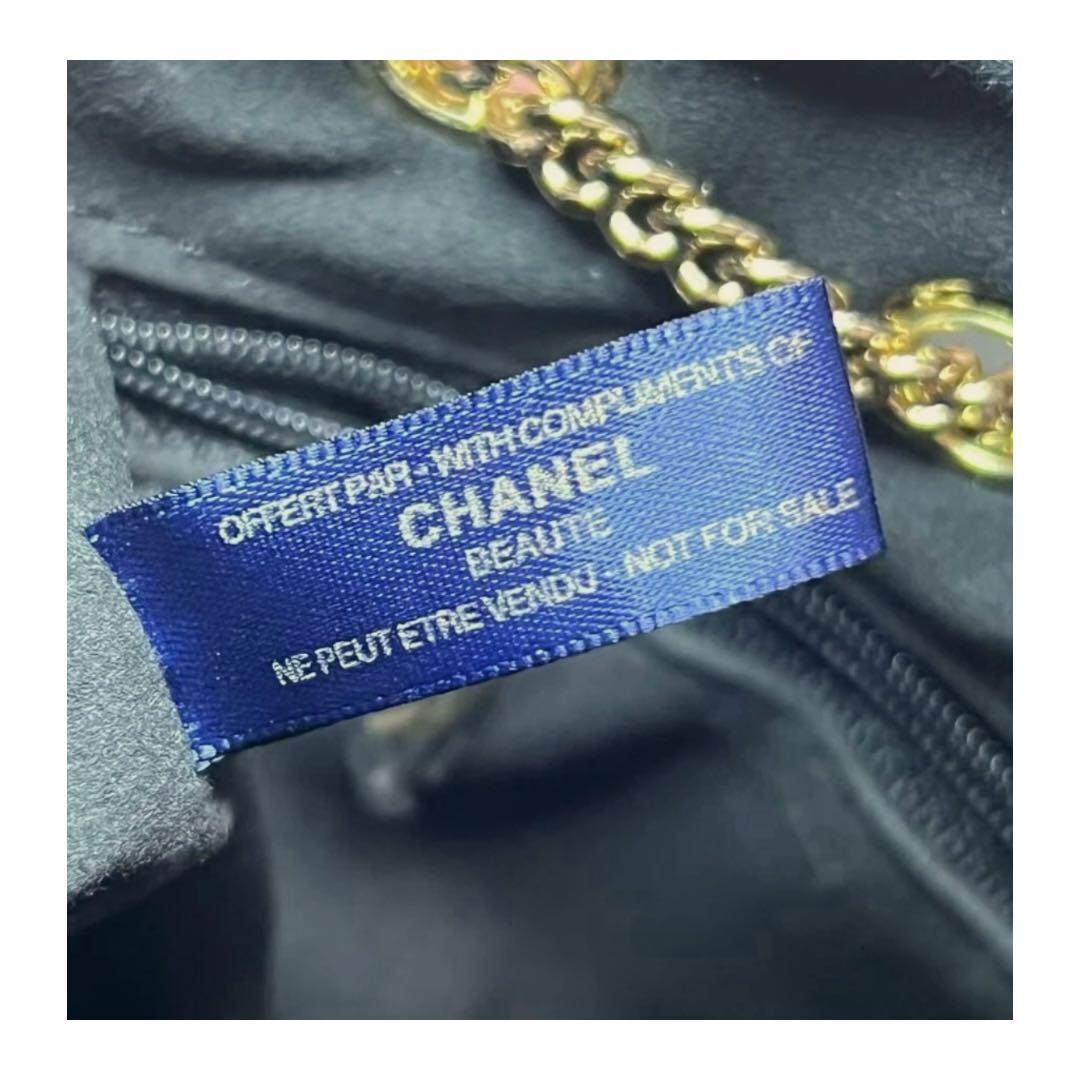 OFFERT PAR - WITH COMPLIMENTS OF
CHANEL
BEAUTE
NE PEUT ETRE VENDU - NOT FOR SALE